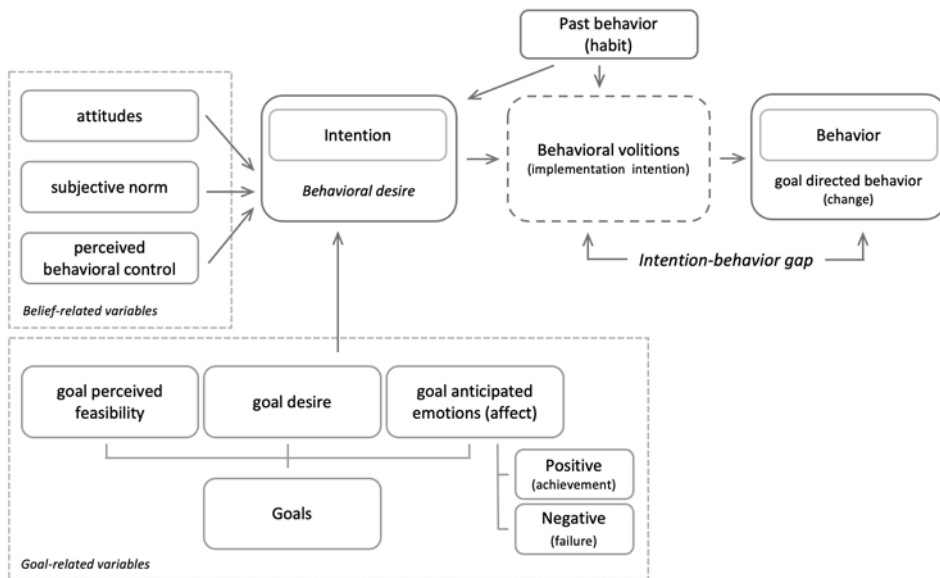 Past behavior
(habit)
attitudes
subjective norm
perceived
behavioral control
Belief-related variables
Intention
Behavioral desire
Behavioral volitions
(implementation intention)
Behavior
goal directed behavior
(change)
Intention-behavior gap
goal perceived
feasibility
goal desire
goal anticipated
emotions (affect)
Goals
Positive
(achievement)
Negative
(failure)
Goal-related variables